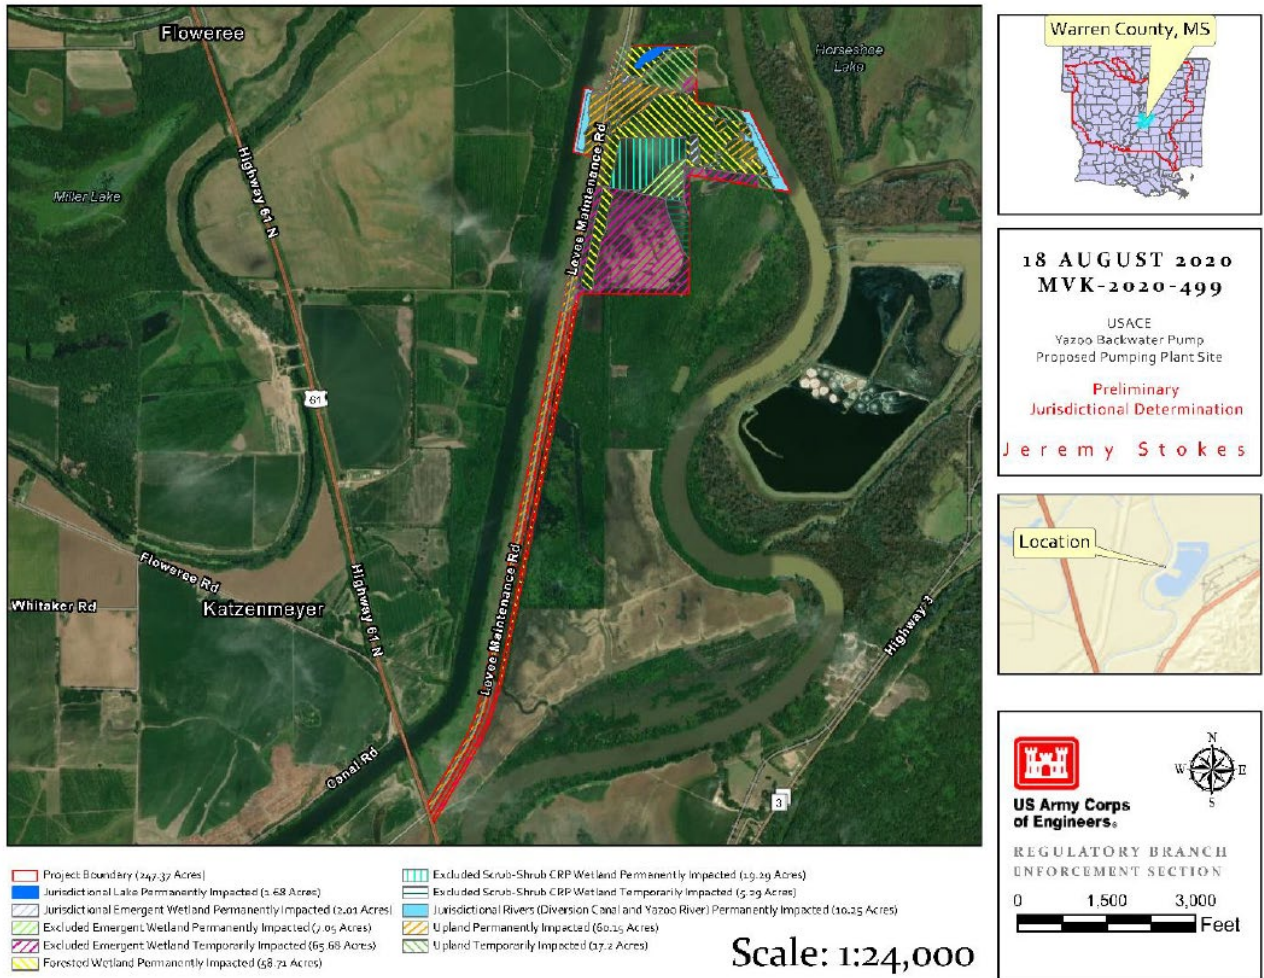 Floweree
Horseshoe
Lake
Highway 61 N
Levee Maintenance Rd
Miller Lake
61
Levee Maintenance Rd
Floweree Rd
Whitaker Rd
Katzenmeyer
Highway 61 N
Highway 3
Canal Rd
3
Warren County, MS
18 AUGUST 2020
MVK-2020-499
USACE
Yazoo Backwater Pump
Proposed Pumping Plant Site
Preliminary
Jurisdictional Determination
Jeremy Stokes
Location
US Army Corps
of Engineers®
N
W E
S
REGULATORY BRANCH
ENFORCEMENT SECTION
0 1,500 3,000
Feet
Project Boundary (247.37 Acres)
Jurisdictional Lake Permanently Impacted (1.68 Acres)
Jurisdictional Emergent Wetland Permanently Impacted (2.01 Acres)
Excluded Emergent Wetland Permanently Impacted (7.05 Acres)
Excluded Emergent Wetland Temporarily Impacted (65.68 Acres)
Forested Wetland Permanently Impacted (58.71 Acres)
Excluded Scrub-Shrub CRP Wetland Permanently Impacted (19.29 Acres)
Excluded Scrub-Shrub CRP Wetland Temporarily Impacted (5.29 Acres)
Jurisdictional Rivers (Diversion Canal and Yazoo River) Permanently Impacted (10.25 Acres)
Upland Permanently Impacted (60.15 Acres)
Upland Temporarily Impacted (17.2 Acres)
Scale: 1:24,000